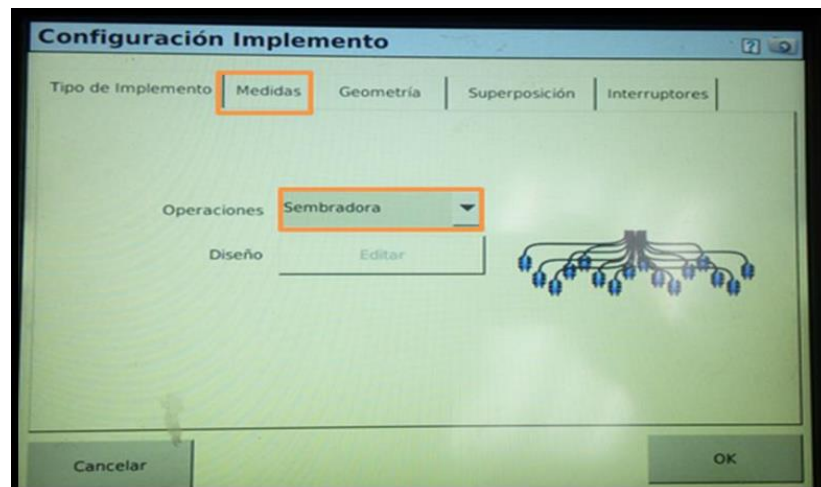 Configuración Implemento
Tipo de Implemento Medidas Geometría Superposición Interruptores
Operaciones Sembradora
Diseño Editar
Cancelar OK